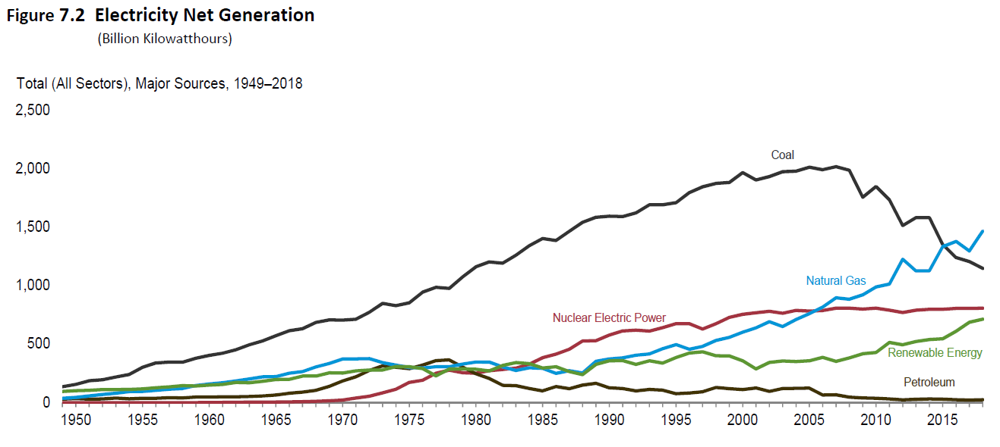 Figure 7.2 Electricity Net Generation
(Billion Kilowatthours)
Total (All Sectors), Major Sources, 1949–2018
2,500
2,000
1,500
1,000
500
0
Coal
Natural Gas
Nuclear Electric Power
Renewable Energy
Petroleum
1950 1955 1960 1965 1970 1975 1980 1985 1990 1995 2000 2005 2010 2015